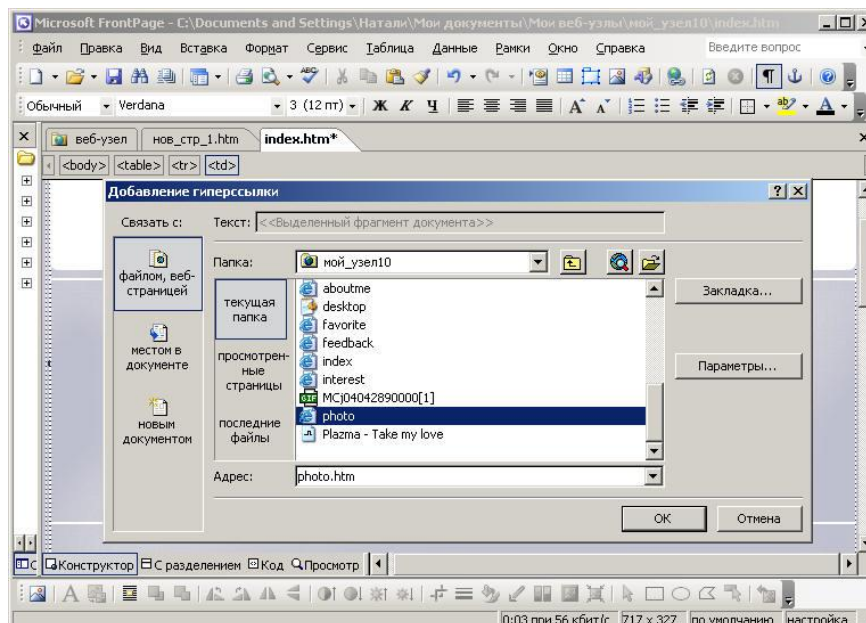 Microsoft FrontPage - C:\Documents and Settings\Натали\Мои документы\Мои веб-узлы\мой_узел10\index.htm
Файл Правка Вид Вставка Формат Сервис Таблица Данные Рамки Окно Справка Введите вопрос
Обычный Verdana 3 (12 пт) Ж К Ч
веб-узел нов_стр_1.htm index.htm*
<body> <table> <tr> <td>
Добавление гиперссылки
Связать с: Текст: <<Выделенный фрагмент документа>>
Папка: мой_узел10
файлом, веб-страницей
местом в документе
новым документом
текущая папка
просмотрен-ные страницы
последние файлы
aboutme
desktop
favorite
feedback
index
interest
MCj04042890000[1]
photo
Plazma - Take my love
Закладка...
Параметры...
Адрес: photo.htm
ОК Отмена
Конструктор С разделением Код Просмотр
0:03 при 56 кбит/с 717 x 327 по умолчанию настройка